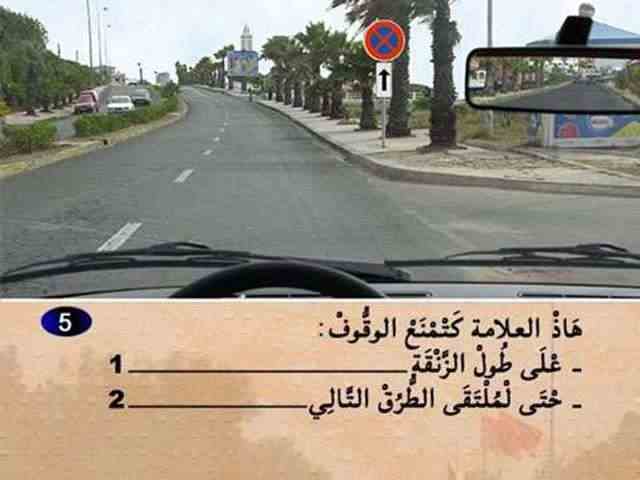 5
هَاذْ العلامة كَتْمْنَعْ الوقُّوفْ:
- عْلَى طُولْ الزَّنْقَةِ 1
- حْتَى لْمُلْتَقَى الطُّرُقْ التَّالِي 2